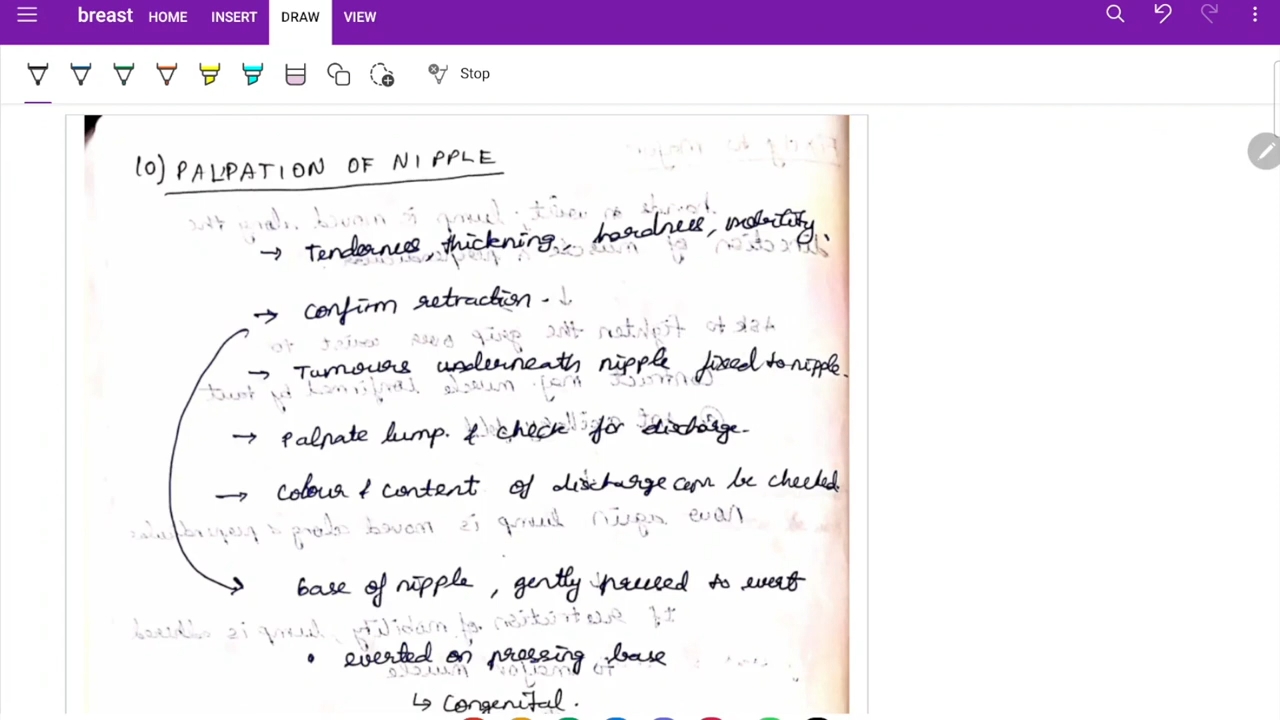 breast HOME INSERT DRAW VIEW
Stop
(0) PALPATION OF NIPPLE
→ Tenderness, thickening, hardness, mobility.
→ confirm retraction. ↓
→ Tumours underneath nipple fixed to nipple.
→ palpate lump. & check for discharge.
→ colour & content of discharge can be checked.
base of nipple, gently pressed to evert
• everted on pressing base
↳ congenital.